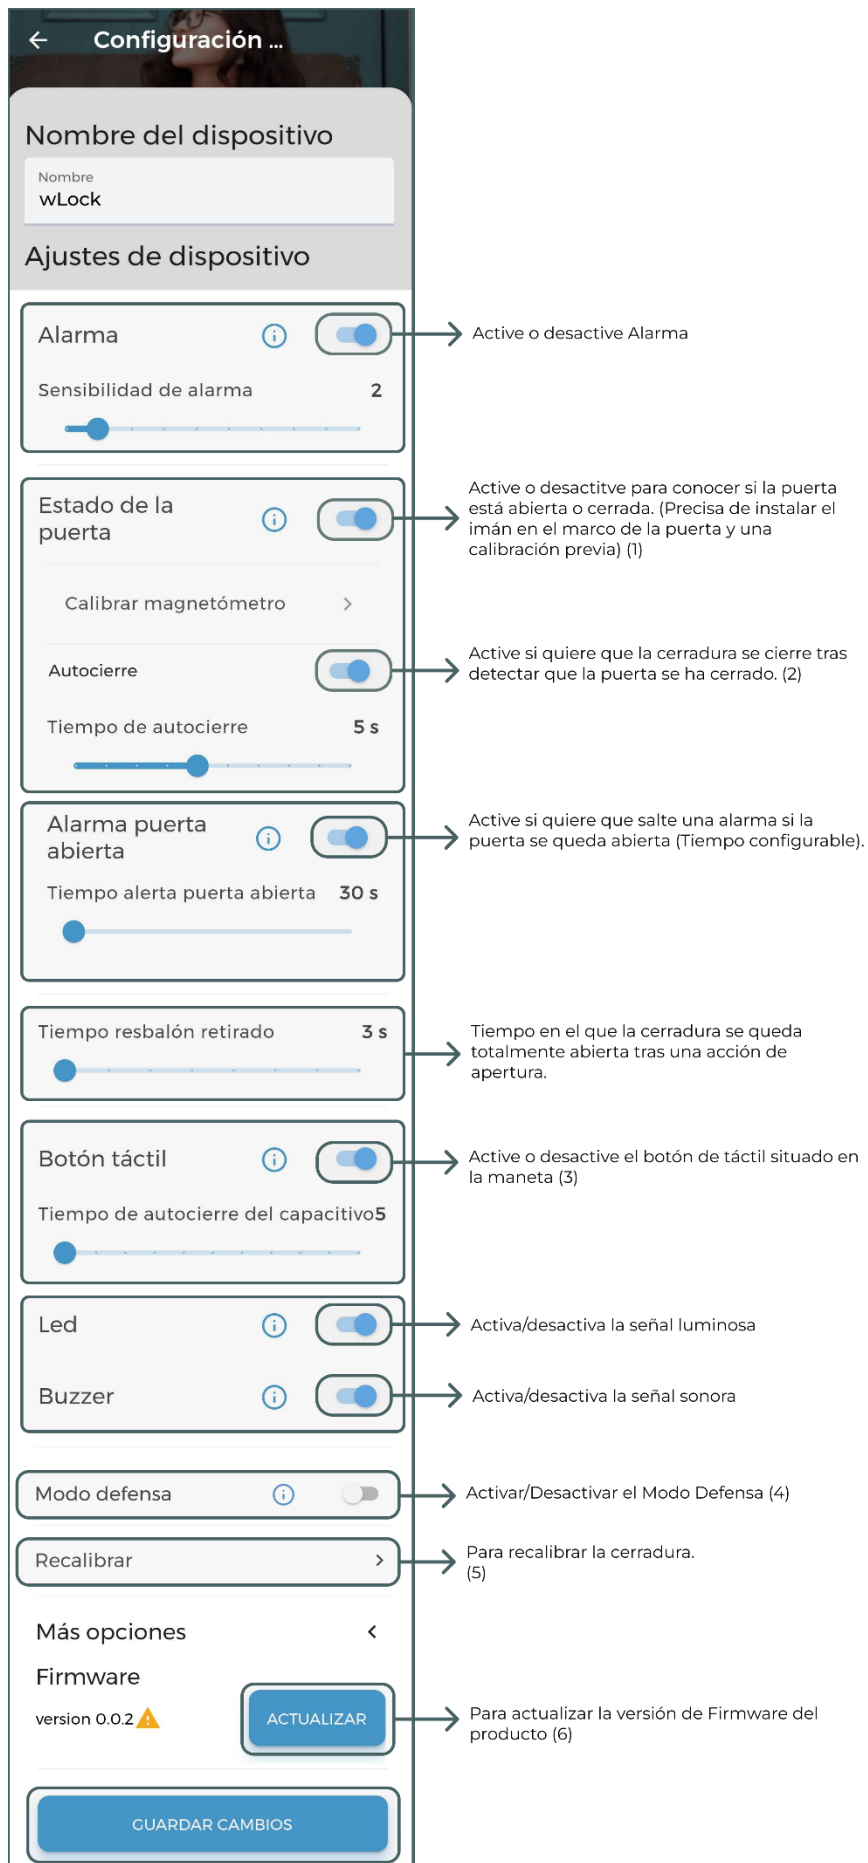 Configuración ...
Nombre del dispositivo
Nombre
wLock
Ajustes de dispositivo
Alarma
Active o desactive Alarma
Sensibilidad de alarma 2
Estado de la
puerta
Active o desactitve para conocer si la puerta
está abierta o cerrada. (Precisa de instalar el
imán en el marco de la puerta y una
calibración previa) (1)
Calibrar magnetómetro
Autocierre
Active si quiere que la cerradura se cierre tras
detectar que la puerta se ha cerrado. (2)
Tiempo de autocierre 5 s
Alarma puerta
abierta
Active si quiere que salte una alarma si la
puerta se queda abierta (Tiempo configurable).
Tiempo alerta puerta abierta 30 s
Tiempo resbalón retirado 3 s
Tiempo en el que la cerradura se queda
totalmente abierta tras una acción de
apertura.
Botón táctil
Active o desactive el botón de táctil situado en
la maneta (3)
Tiempo de autocierre del capacitivo5
Led
Activa/desactiva la señal luminosa
Buzzer
Activa/desactiva la señal sonora
Modo defensa
Activar/Desactivar el Modo Defensa (4)
Recalibrar
Para recalibrar la cerradura.
(5)
Más opciones
Firmware
version 0.0.2
ACTUALIZAR
Para actualizar la versión de Firmware del
producto (6)
GUARDAR CAMBIOS